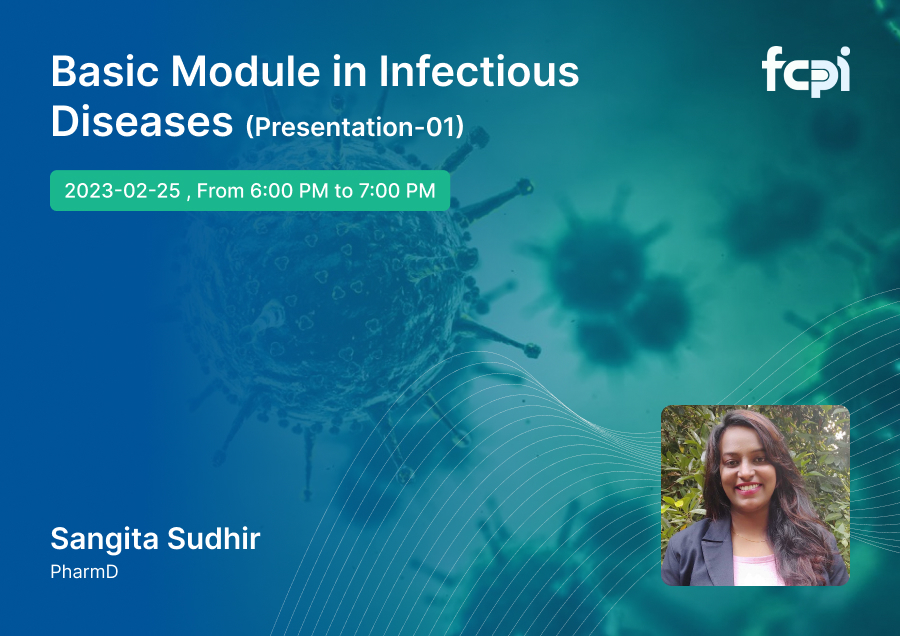 Basic Module in Infectious
Diseases (Presentation-01)
fcpi
2023-02-25 , From 6:00 PM to 7:00 PM
Sangita Sudhir
PharmD